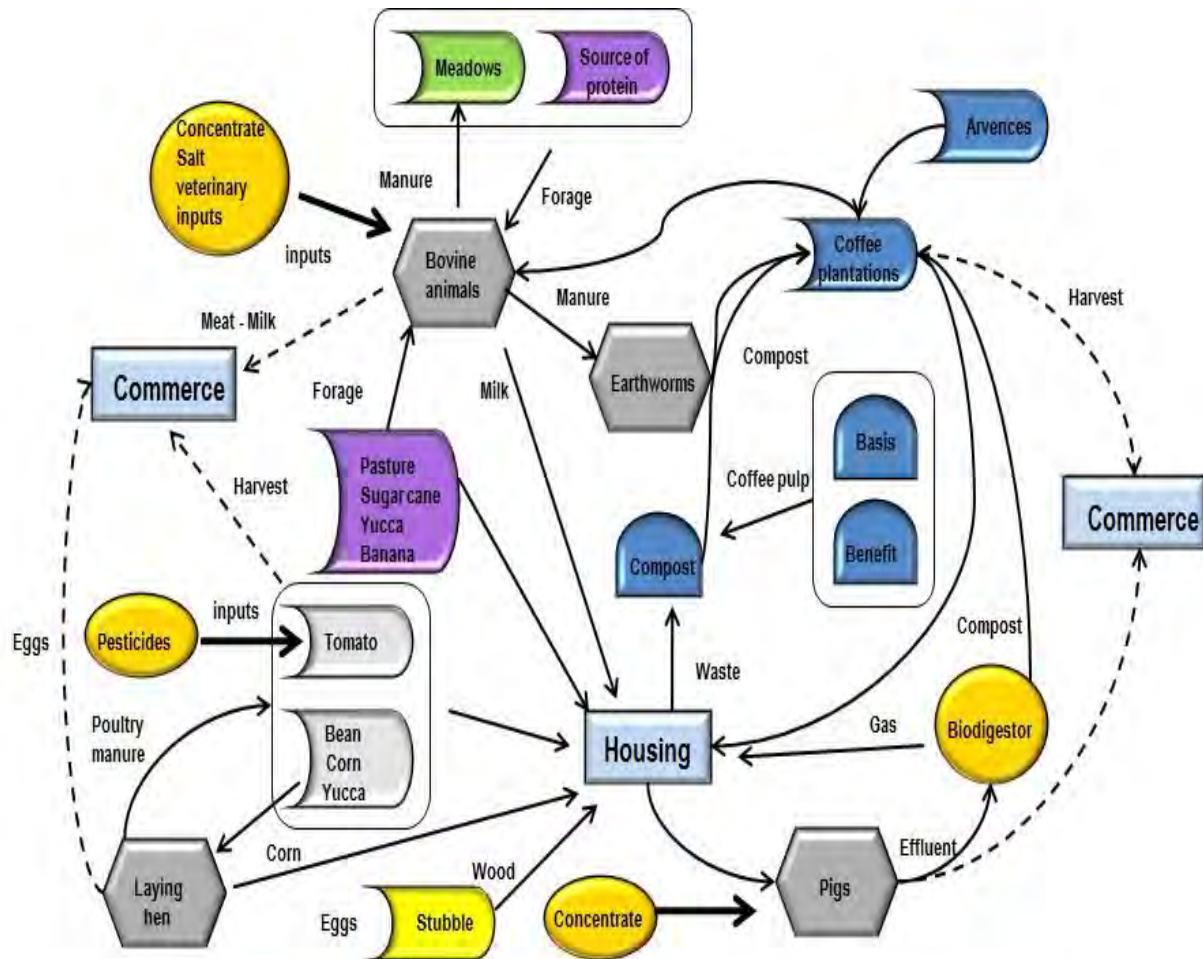 Meadows
Source of
protein
Concentrate
Salt
veterinary
inputs
Arvences
Manure
Forage
inputs
Bovine
animals
Coffee
plantations
Manure
Harvest
Meat - Milk
Compost
Commerce
Forage
Milk
Earthworms
Basis
Pasture
Sugar cane
Yucca
Banana
Harvest
Coffee pulp
Commerce
Compost
Benefit
inputs
Eggs
Pesticides
Tomato
Compost
Waste
Poultry
manure
Bean
Corn
Yucca
Housing
Gas
Biodigestor
Corn
Effluent
Laying
hen
Wood
Pigs
Eggs
Stubble
Concentrate